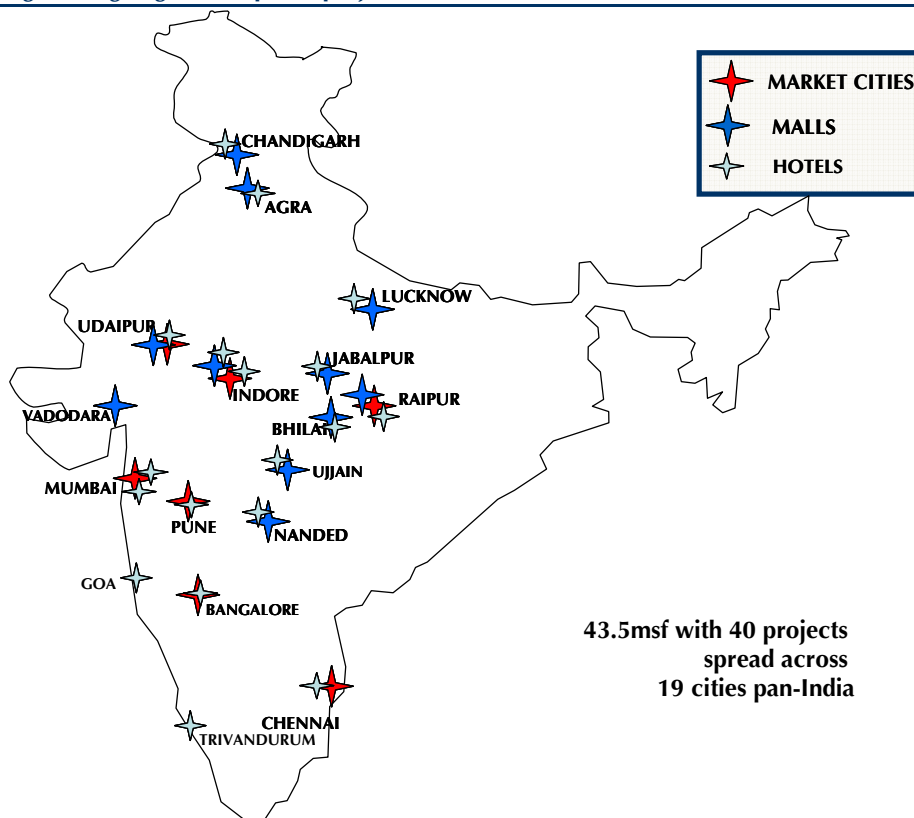 MARKET CITIES
MALLS
HOTELS
CHANDIGARH
AGRA
LUCKNOW
UDAIPUR
JABALPUR
INDORE
RAIPUR
VADODARA
BHILAI
UJJAIN
MUMBAI
PUNE
NANDED
GOA
BANGALORE
43.5msf with 40 projects
spread across
19 cities pan-India
CHENNAI
TRIVANDURUM